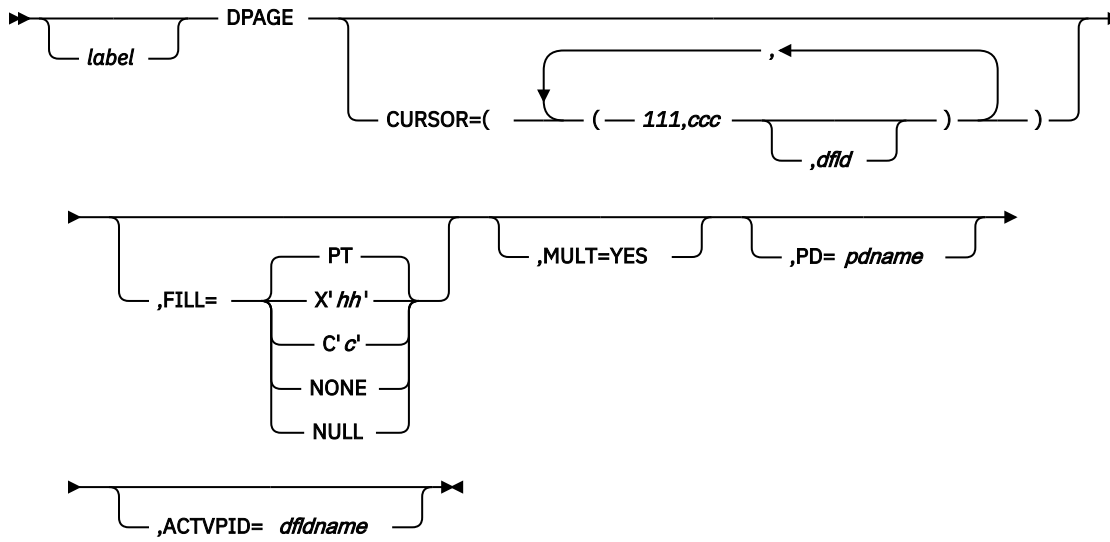 DPAGE
label
,
CURSOR=( ( 111,ccc ) )
,dfld
PT
,MULT=YES ,PD= pdname
,FILL= X'hh'
C'c'
NONE
NULL
,ACTVPID= dfldname